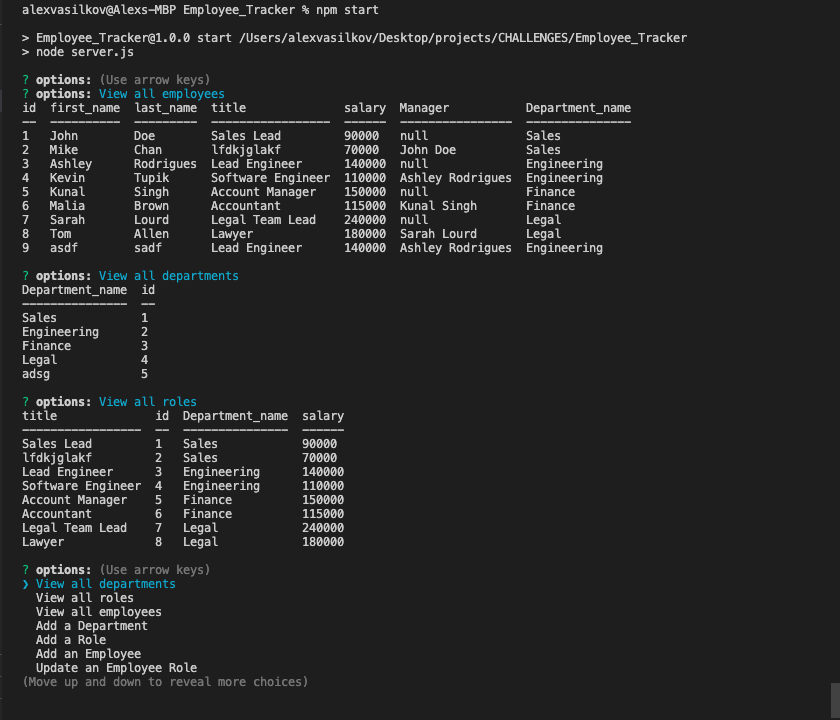 alexvasilkov@Alexs-MBP Employee_Tracker % npm start
> Employee_Tracker@1.0.0 start /Users/alexvasilkov/Desktop/projects/CHALLENGES/Employee_Tracker
> node server.js
? options: (Use arrow keys)
? options: View all employees
id first_name last_name title salary Manager Department_name
1 John Doe Sales Lead 90000 null Sales
2 Mike Chan lfdkjglakf 70000 John Doe Sales
3 Ashley Rodrigues Lead Engineer 140000 null Engineering
4 Kevin Tupik Software Engineer 110000 Ashley Rodrigues Engineering
5 Kunal Singh Account Manager 150000 null Finance
6 Malia Brown Accountant 115000 Kunal Singh Finance
7 Sarah Lourd Legal Team Lead 240000 null Legal
8 Tom Allen Lawyer 180000 Sarah Lourd Legal
9 asdf sadf Lead Engineer 140000 Ashley Rodrigues Engineering
? options: View all departments
Department_name id
Sales 1
Engineering 2
Finance 3
Legal 4
adsg 5
? options: View all roles
title id Department_name salary
Sales Lead 1 Sales 90000
lfdkjglakf 2 Sales 70000
Lead Engineer 3 Engineering 140000
Software Engineer 4 Engineering 110000
Account Manager 5 Finance 150000
Accountant 6 Finance 115000
Legal Team Lead 7 Legal 240000
Lawyer 8 Legal 180000
? options: (Use arrow keys)
❯ View all departments
View all roles
View all employees
Add a Department
Add a Role
Add an Employee
Update an Employee Role
(Move up and down to reveal more choices)